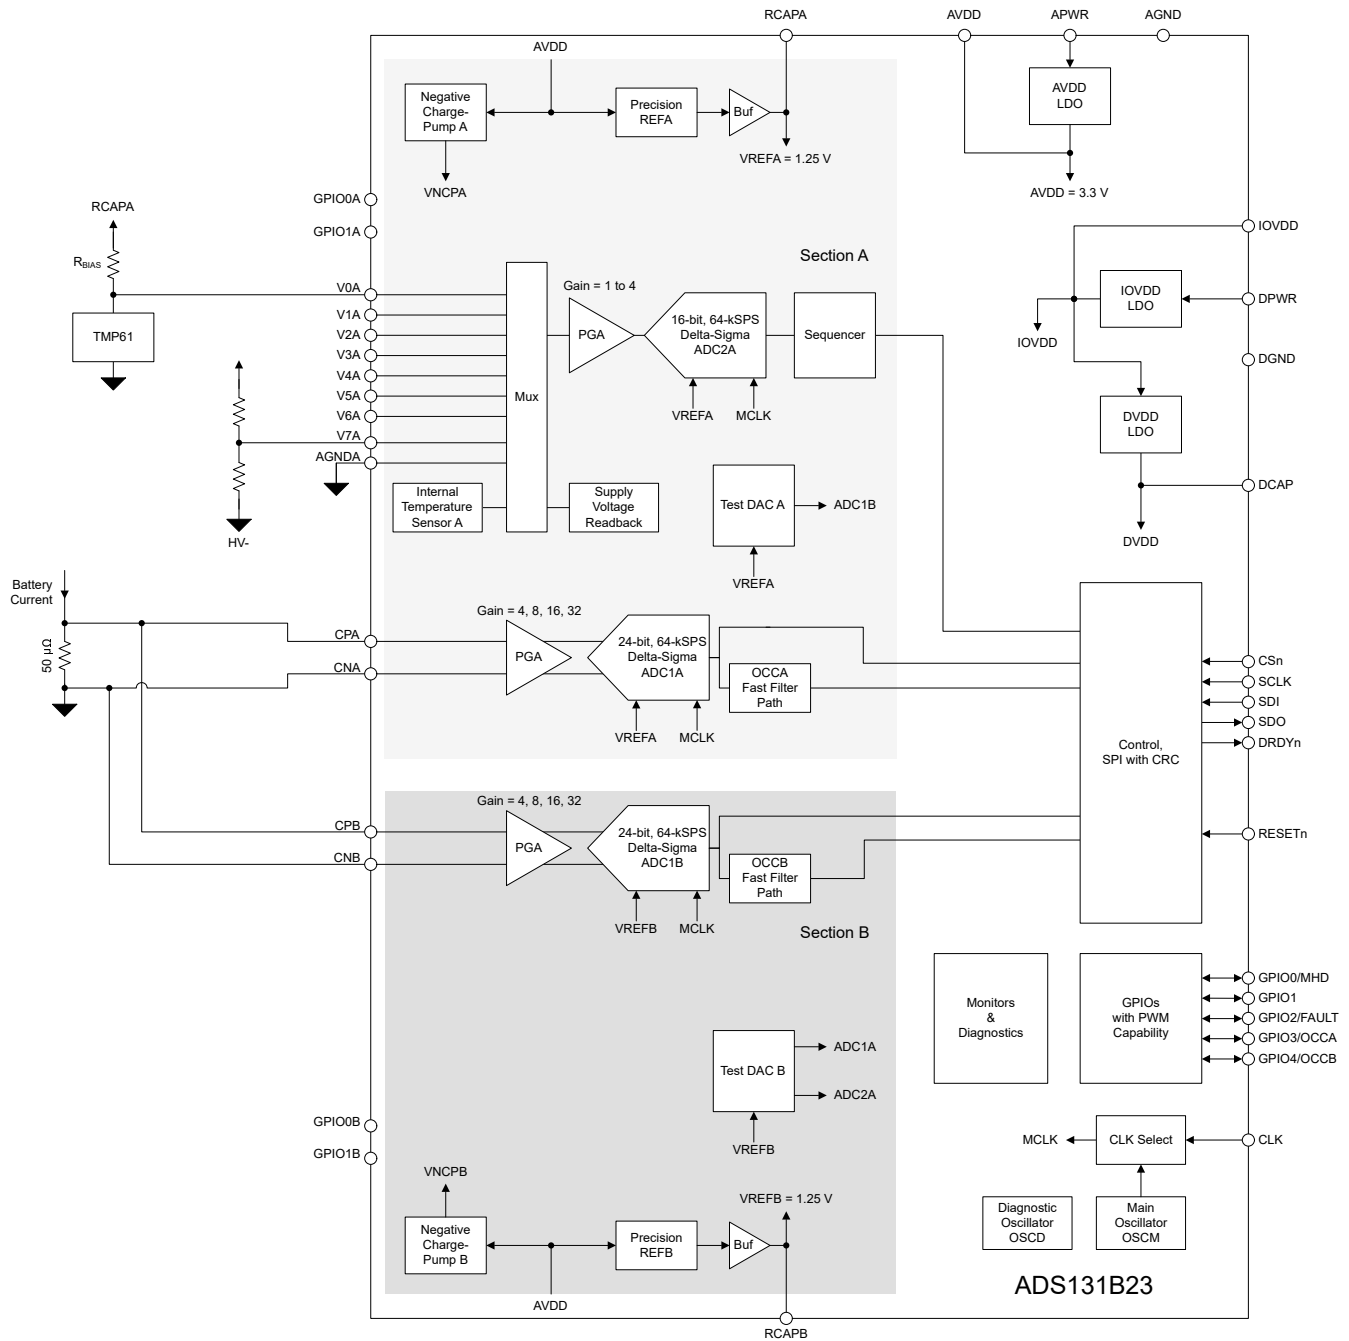 RCAPA
AVDD
APWR
AGND
AVDD
Negative
Charge-
Pump A
Precision
REFA
Buf
AVDD
LDO
VREFA = 1.25 V
VNCPA
AVDD = 3.3 V
GPIO0A
GPIO1A
RCAPA
RBIAS
TMP61
Section A
IOVDD
IOVDD
LDO
DPWR
IOVDD
DGND
V0A
V1A
V2A
V3A
V4A
V5A
V6A
V7A
AGNDA
Mux
Gain = 1 to 4
PGA
16-bit, 64-kSPS
Delta-Sigma
ADC2A
Sequencer
VREFA
MCLK
DVDD
LDO
DCAP
DVDD
HV-
Internal
Temperature
Sensor A
Supply
Voltage
Readback
Test DAC A
ADC1B
VREFA
Battery
Current
50 µΩ
CPA
CNA
Gain = 4, 8, 16, 32
PGA
24-bit, 64-kSPS
Delta-Sigma
ADC1A
OCCA
Fast Filter
Path
VREFA
MCLK
Control,
SPI with CRC
CSn
SCLK
SDI
SDO
DRDYn
RESETn
CPB
CNB
Gain = 4, 8, 16, 32
PGA
24-bit, 64-kSPS
Delta-Sigma
ADC1B
OCCB
Fast Filter
Path
VREFB
MCLK
Section B
Monitors
&
Diagnostics
GPIOs
with PWM
Capability
GPIO0/MHD
GPIO1
GPIO2/FAULT
GPIO3/OCCA
GPIO4/OCCB
Test DAC B
ADC1A
ADC2A
VREFB
GPIO0B
GPIO1B
MCLK
CLK Select
CLK
Diagnostic
Oscillator
OSCD
Main
Oscillator
OSCM
VNCPB
VREFB = 1.25 V
Negative
Charge-
Pump B
Precision
REFB
Buf
AVDD
ADS131B23
RCAPB